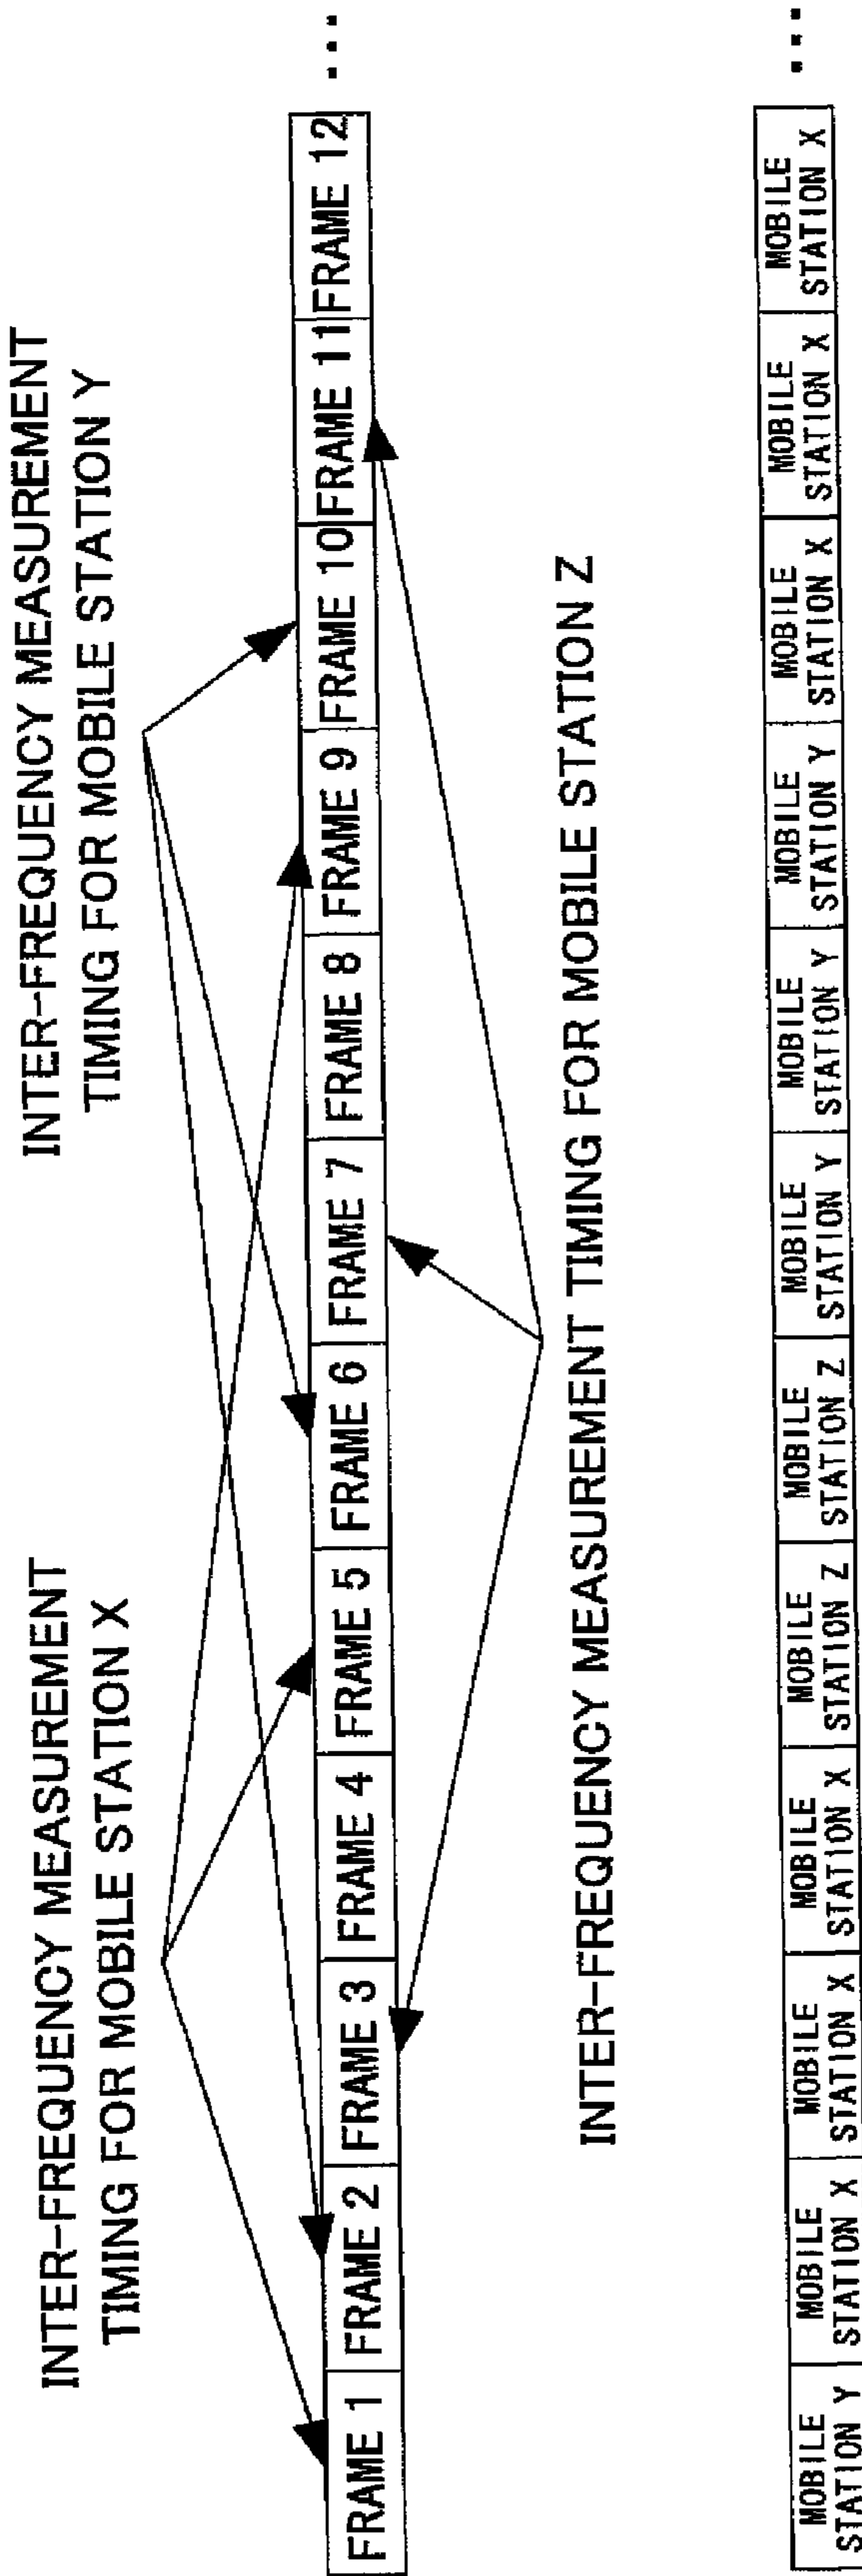 INTER-FREQUENCY MEASUREMENT
TIMING FOR MOBILE STATION X
INTER-FREQUENCY MEASUREMENT
TIMING FOR MOBILE STATION Y
FRAME 1 FRAME 2 FRAME 3 FRAME 4 FRAME 5 FRAME 6 FRAME 7 FRAME 8 FRAME 9 FRAME 10 FRAME 11 FRAME 12 ...
INTER-FREQUENCY MEASUREMENT TIMING FOR MOBILE STATION Z
MOBILE MOBILE MOBILE MOBILE MOBILE MOBILE MOBILE MOBILE MOBILE MOBILE MOBILE MOBILE ...
STATION Y STATION X STATION X STATION X STATION Z STATION Z STATION Y STATION Y STATION Y STATION X STATION X STATION X